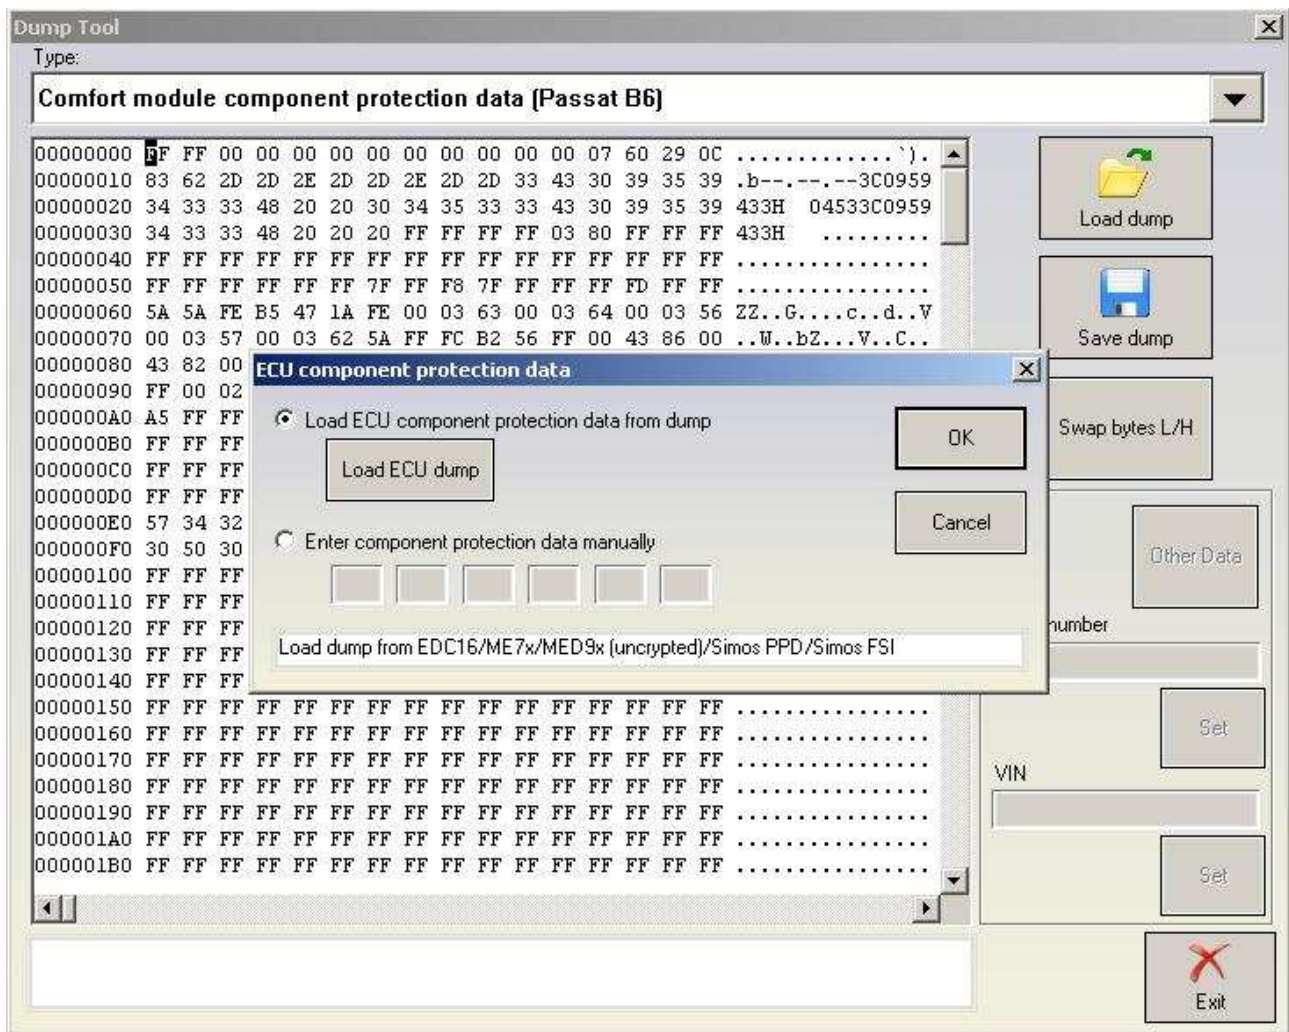 Dump Tool
Type:
Comfort module component protection data (Passat B6)
00000000 FF FF 00 00 00 00 00 00 00 00 00 00 07 60 29 0C .............`).
00000010 83 62 2D 2D 2E 2D 2D 2E 2D 2D 33 43 30 39 35 39 .b--.--.--3C0959
00000020 34 33 33 48 20 20 30 34 35 33 33 43 30 39 35 39 433H  04533C0959
00000030 34 33 33 48 20 20 20 FF FF FF FF 03 80 FF FF FF 433H   .........
00000040 FF FF FF FF FF FF FF FF FF FF FF FF FF FF FF FF ................
00000050 FF FF FF FF FF FF 7F FF F8 7F FF FF FF FD FF FF ................
00000060 5A 5A FE B5 47 1A FE 00 03 63 00 03 64 00 03 56 ZZ..G....c..d..V
00000070 00 03 57 00 03 62 5A FF FC B2 56 FF 00 43 86 00 ..W..bZ...V..C..
00000080 43 82 00
00000090 FF 00 02
000000A0 A5 FF FF
000000B0 FF FF FF
000000C0 FF FF FF
000000D0 FF FF FF
000000E0 57 34 32
000000F0 30 50 30
00000100 FF FF FF
00000110 FF FF FF
00000120 FF FF FF
00000130 FF FF FF
00000140 FF FF FF
00000150 FF FF FF FF FF FF FF FF FF FF FF FF FF FF FF FF ................
00000160 FF FF FF FF FF FF FF FF FF FF FF FF FF FF FF FF ................
00000170 FF FF FF FF FF FF FF FF FF FF FF FF FF FF FF FF ................
00000180 FF FF FF FF FF FF FF FF FF FF FF FF FF FF FF FF ................
00000190 FF FF FF FF FF FF FF FF FF FF FF FF FF FF FF FF ................
000001A0 FF FF FF FF FF FF FF FF FF FF FF FF FF FF FF FF ................
000001B0 FF FF FF FF FF FF FF FF FF FF FF FF FF FF FF FF ................
ECU component protection data
Load ECU component protection data from dump
Load ECU dump
Enter component protection data manually
OK
Cancel
Load dump from EDC16/ME7x/MED9x (uncrypted)/Simos PPD/Simos FSI
Load dump
Save dump
Swap bytes L/H
Other Data
number
Set
VIN
Set
Exit